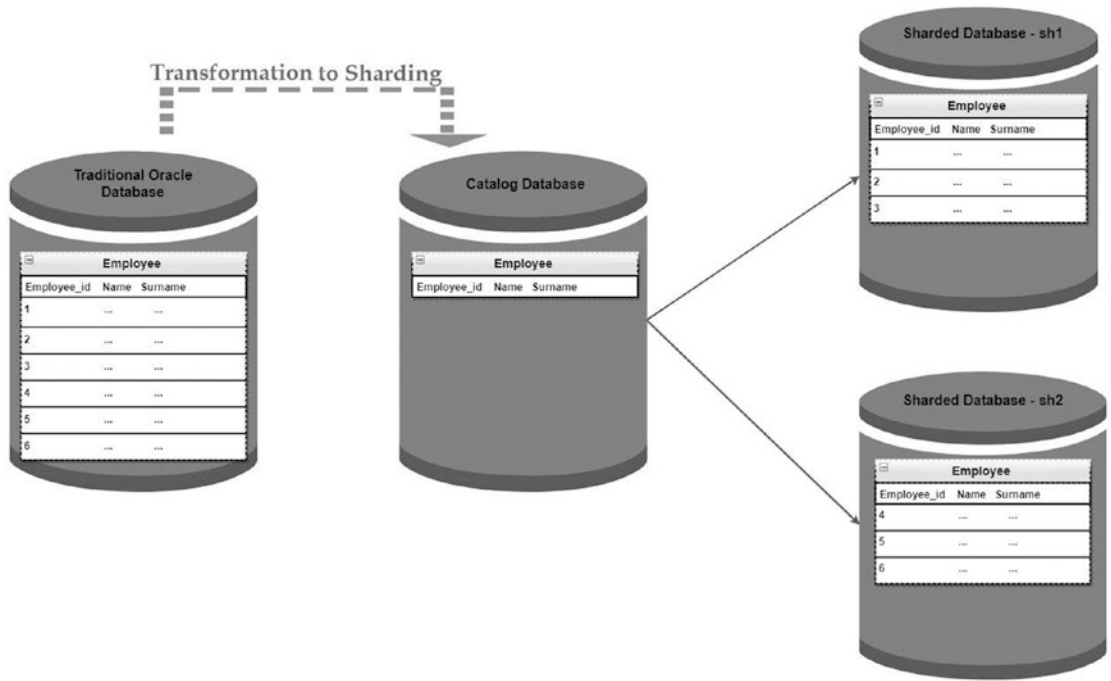 Transformation to Sharding
Traditional Oracle
Database
Employee
Employee_id Name Surname
1 ... ...
2 ... ...
3 ... ...
4 ... ...
5 ... ...
6 ... ...
Catalog Database
Employee
Employee_id Name Surname
Sharded Database - sh1
Employee
Employee_id Name Surname
1 ... ...
2 ... ...
3 ... ...
Sharded Database - sh2
Employee
Employee_id Name Surname
4 ... ...
5 ... ...
6 ... ...